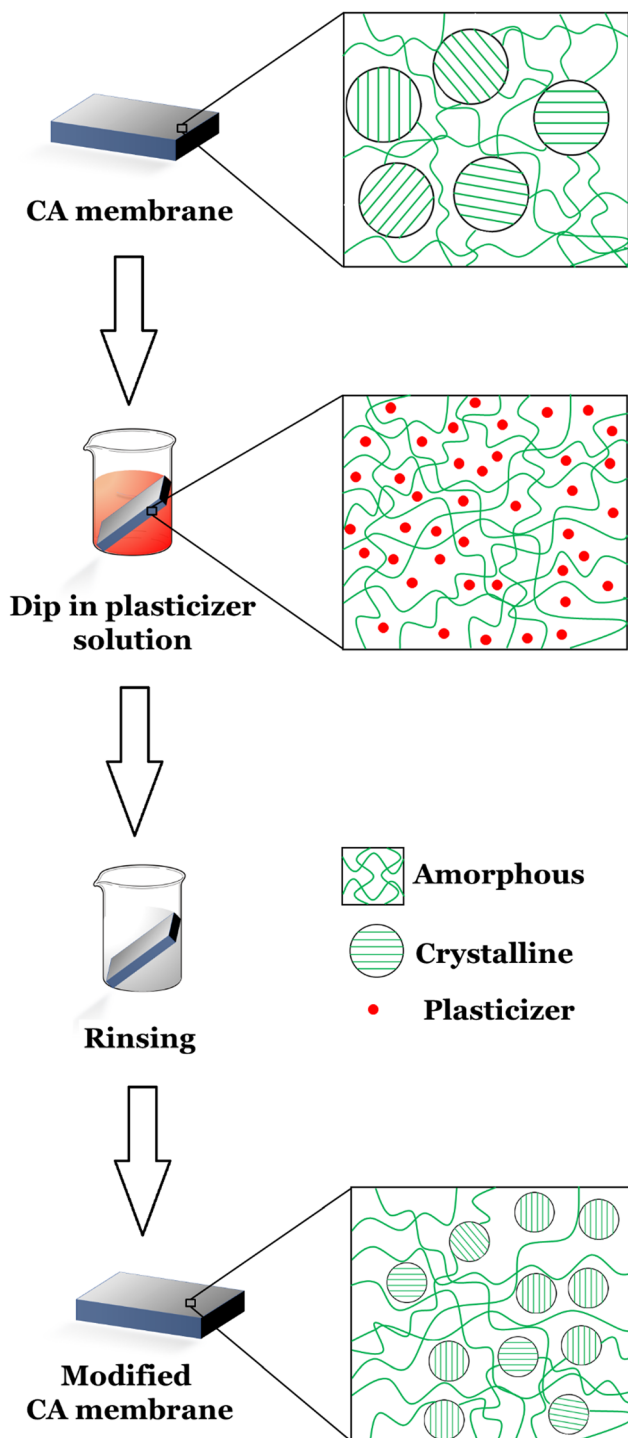 CA membrane
Dip in plasticizer
solution
Amorphous
Crystalline
Plasticizer
Rinsing
Modified
CA membrane